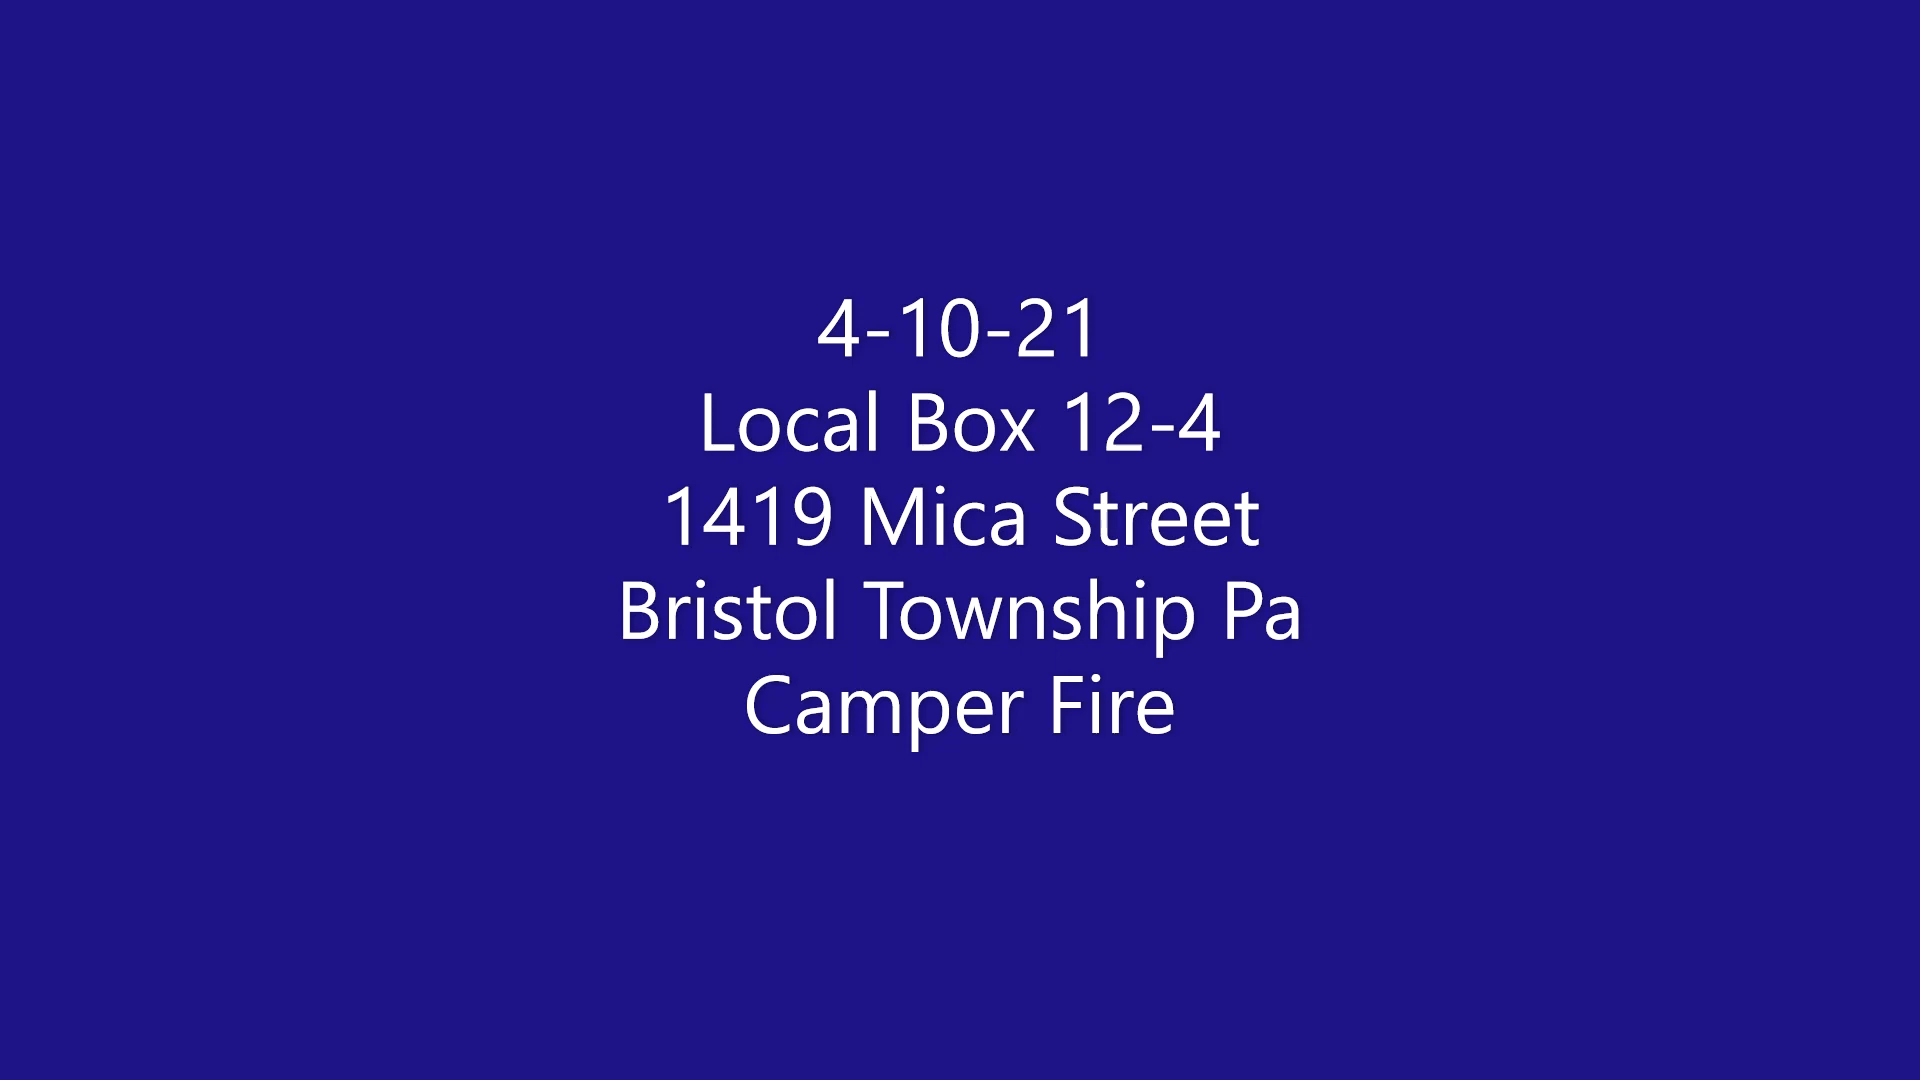 4-10-21
Local Box 12-4
1419 Mica Street
Bristol Township Pa
Camper Fire